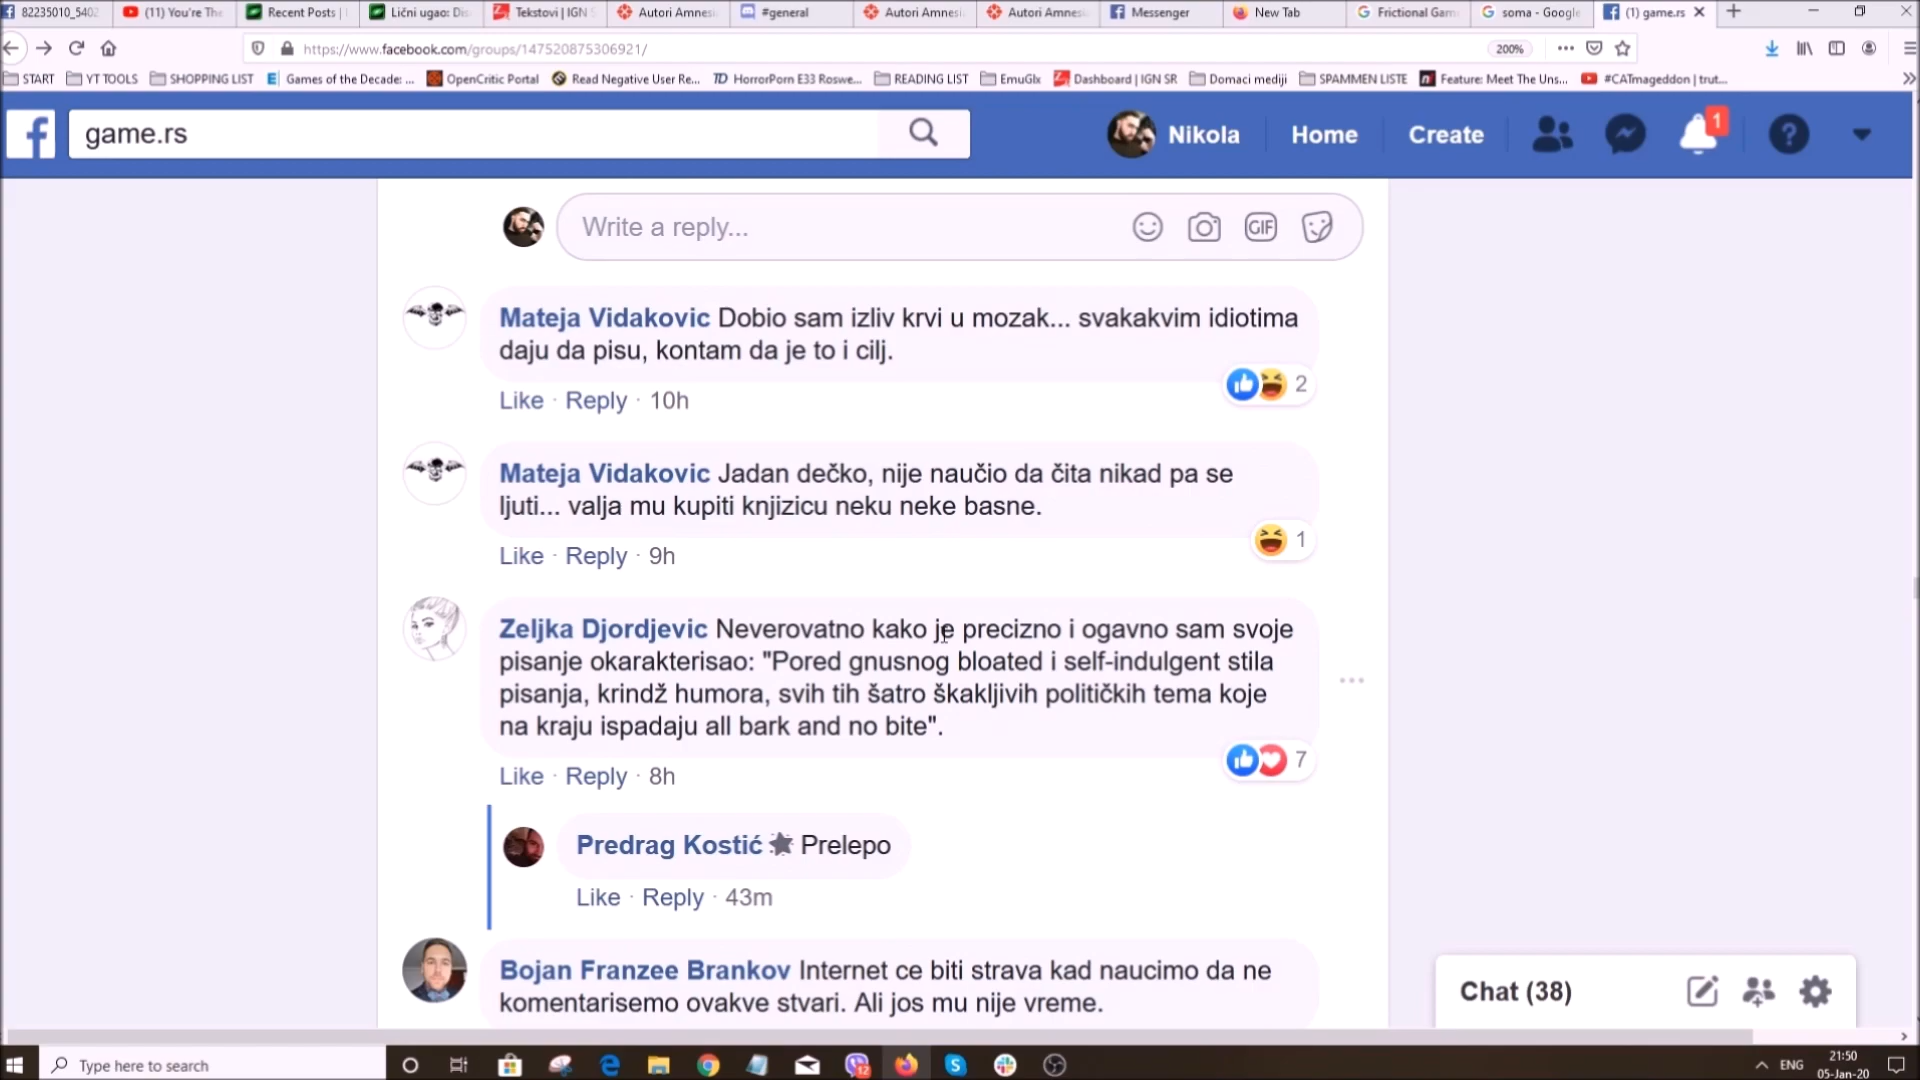 82235010_5402
(11) You're The
Recent Posts |
Lični ugao: Dis
Tekstovi | IGN S
Autori Amnesi
#general
Autori Amnesi
Autori Amnesi
Messenger
New Tab
Frictional Gam
soma - Google
(1) game.rs
https://www.facebook.com/groups/147520875306921/
200%
START
YT TOOLS
SHOPPING LIST
Games of the Decade: ...
OpenCritic Portal
Read Negative User Re...
HorrorPorn E33 Roswe...
READING LIST
EmuGlx
Dashboard | IGN SR
Domaci mediji
SPAMMEN LISTE
Feature: Meet The Uns...
#CATmageddon | trut...
game.rs
Nikola
Home
Create
1
Write a reply...
GIF
Mateja Vidakovic Dobio sam izliv krvi u mozak... svakakvim idiotima
daju da pisu, kontam da je to i cilj.
2
Like · Reply · 10h
Mateja Vidakovic Jadan dečko, nije naučio da čita nikad pa se
ljuti... valja mu kupiti knjizicu neku neke basne.
1
Like · Reply · 9h
Zeljka Djordjevic Neverovatno kako je precizno i ogavno sam svoje
pisanje okarakterisao: "Pored gnusnog bloated i self-indulgent stila
pisanja, krindž humora, svih tih šatro škakljivih političkih tema koje
na kraju ispadaju all bark and no bite".
7
Like · Reply · 8h
Predrag Kostić Prelepo
Like · Reply · 43m
Bojan Franzee Brankov Internet ce biti strava kad naucimo da ne
komentarisemo ovakve stvari. Ali jos mu nije vreme.
Chat (38)
Type here to search
12
ENG
21:50
05-Jan-20